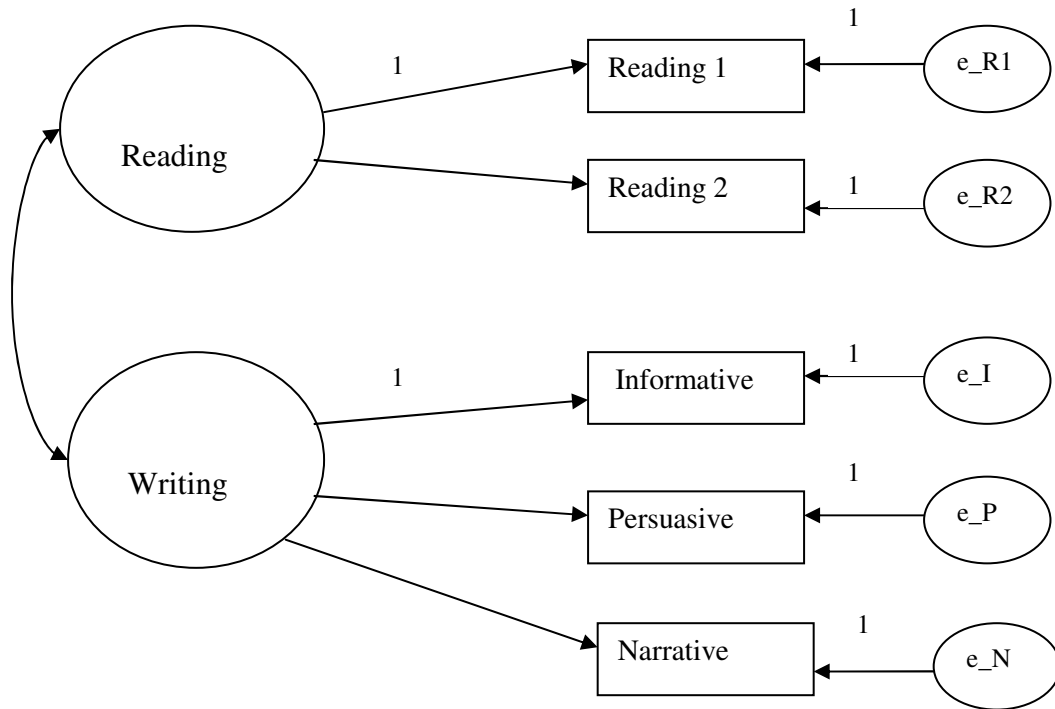 1
1
Reading 1
e_R1
Reading
Reading 2
1
e_R2
1
1
Informative
e_I
Writing
1
Persuasive
e_P
1
Narrative
e_N